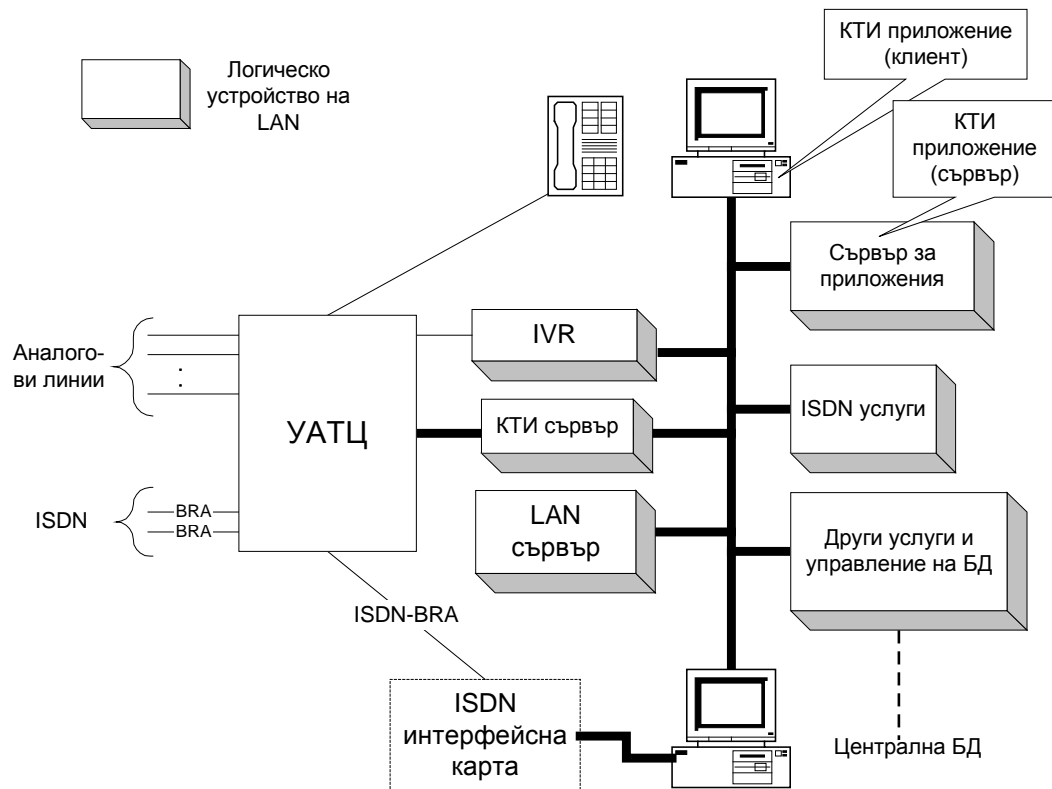 КТИ приложение
(клиент)
Логическо
устройство на
LAN
КТИ
приложение
(сървър)
Сървър за
приложения
IVR
Аналого-
ви линии
:
УАТЦ
КТИ сървър
ISDN услуги
ISDN
BRA
BRA
LAN
сървър
Други услуги и
управление на БД
ISDN-BRA
ISDN
интерфейсна
карта
Централна БД